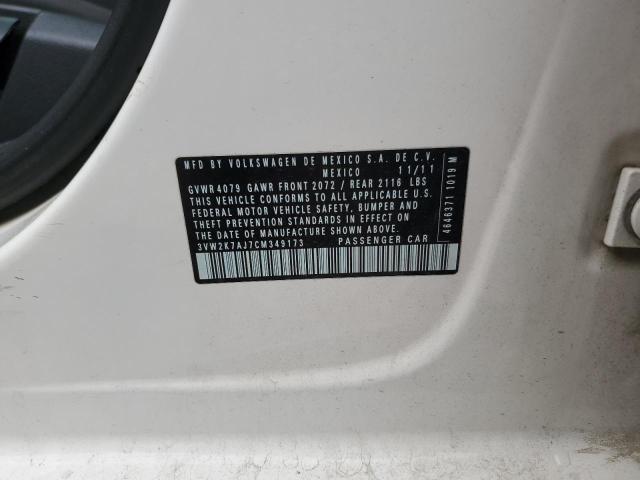 MFD BY VOLKSWAGEN DE MEXICO S.A. DE C.V.
MEXICO 11/11
GVWR 4079 GAWR FRONT 2072 / REAR 2116 LBS
THIS VEHICLE CONFORMS TO ALL APPLICABLE U.S.
FEDERAL MOTOR VEHICLE SAFETY, BUMPER AND
THEFT PREVENTION STANDARDS IN EFFECT ON
THE DATE OF MANUFACTURE SHOWN ABOVE.
3VW2K7AJ7CM349173 PASSENGER CAR
4646371 1019 M